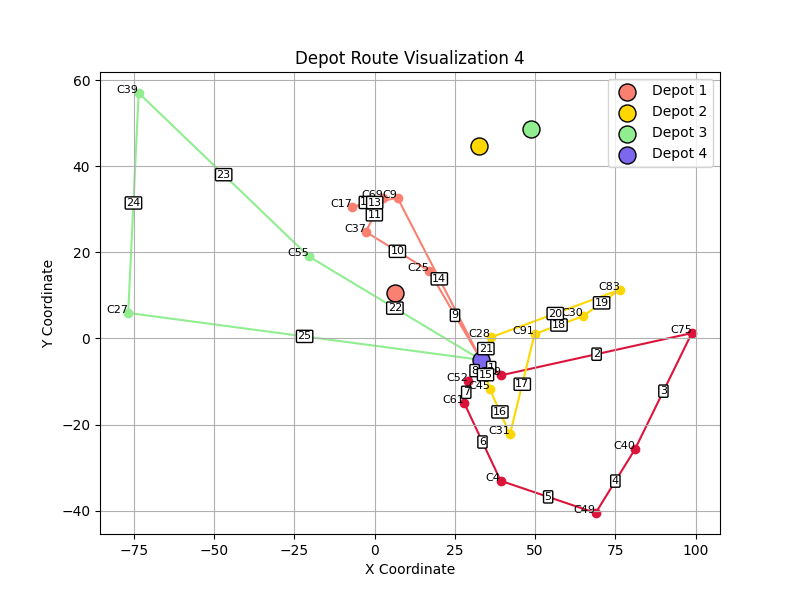 Depot Route Visualization 4
Y Coordinate
X Coordinate
60
40
20
0
−20
−40
−75
−50
−25
0
25
50
75
100
Depot 1
Depot 2
Depot 3
Depot 4
C39
23
24
C55
C27
25
22
C17
C69
C9
13
11
C37
10
C25
14
9
C28
21
C91
C30
C83
20
18
19
C75
2
3
C52
8
15
C45
7
C61
16
17
C31
6
C4
5
C49
4
C40